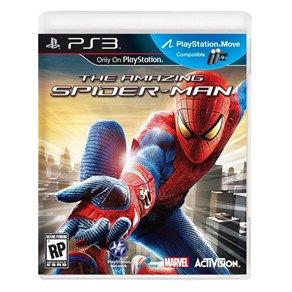 PS3
PlayStation®Move
Only On PlayStation.
Compatible
THE AMAZING
SPIDER-MAN
RP
MARVEL
ACTIVISION